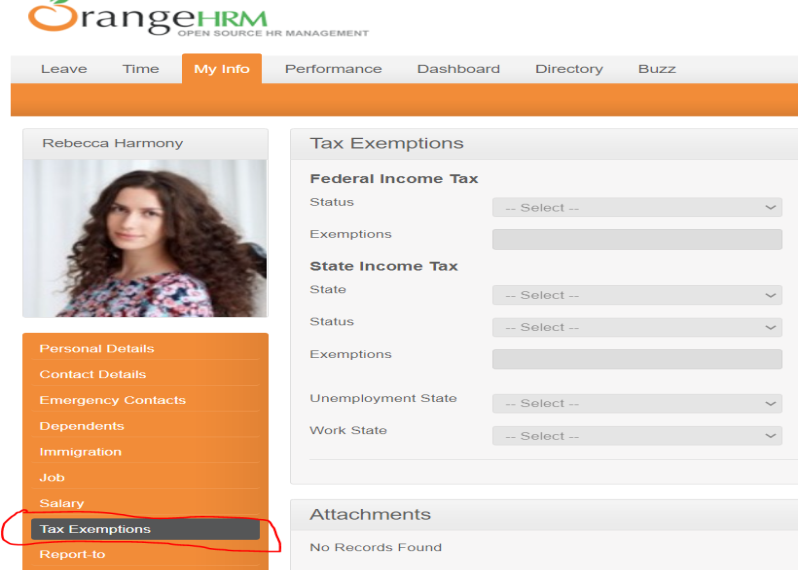 OrangeHRM
OPEN SOURCE HR MANAGEMENT
Leave Time My Info Performance Dashboard Directory Buzz
Rebecca Harmony
Personal Details
Contact Details
Emergency Contacts
Dependents
Immigration
Job
Salary
Tax Exemptions
Report-to
Tax Exemptions
Federal Income Tax
Status -- Select --
Exemptions
State Income Tax
State -- Select --
Status -- Select --
Exemptions
Unemployment State -- Select --
Work State -- Select --
Attachments
No Records Found